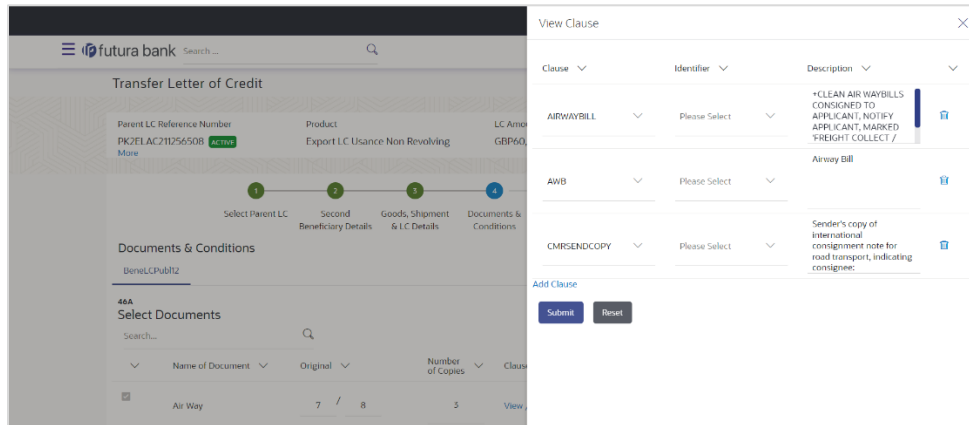 futura bank
Search ...
Transfer Letter of Credit
Parent LC Reference Number Product LC Amou
PK2ELAC211256508 ACTIVE Export LC Usance Non Revolving GBP60,
More
1 2 3 4
Select Parent LC Second Goods, Shipment Documents &
Beneficiary Details & LC Details Conditions
Documents & Conditions
BeneLCPubl12
46A
Select Documents
Search...
Name of Document Original Number of Copies Clause
Air Way 7 / 8 3 View /
View Clause
Clause Identifier Description
AIRWAYBILL Please Select +CLEAN AIR WAYBILLS
CONSIGNED TO
APPLICANT, NOTIFY
APPLICANT, MARKED
'FREIGHT COLLECT /
AWB Please Select Airway Bill
CMRSENDCOPY Please Select Sender's copy of
international
consignment note for
road transport, indicating
consignee:
Add Clause
Submit Reset